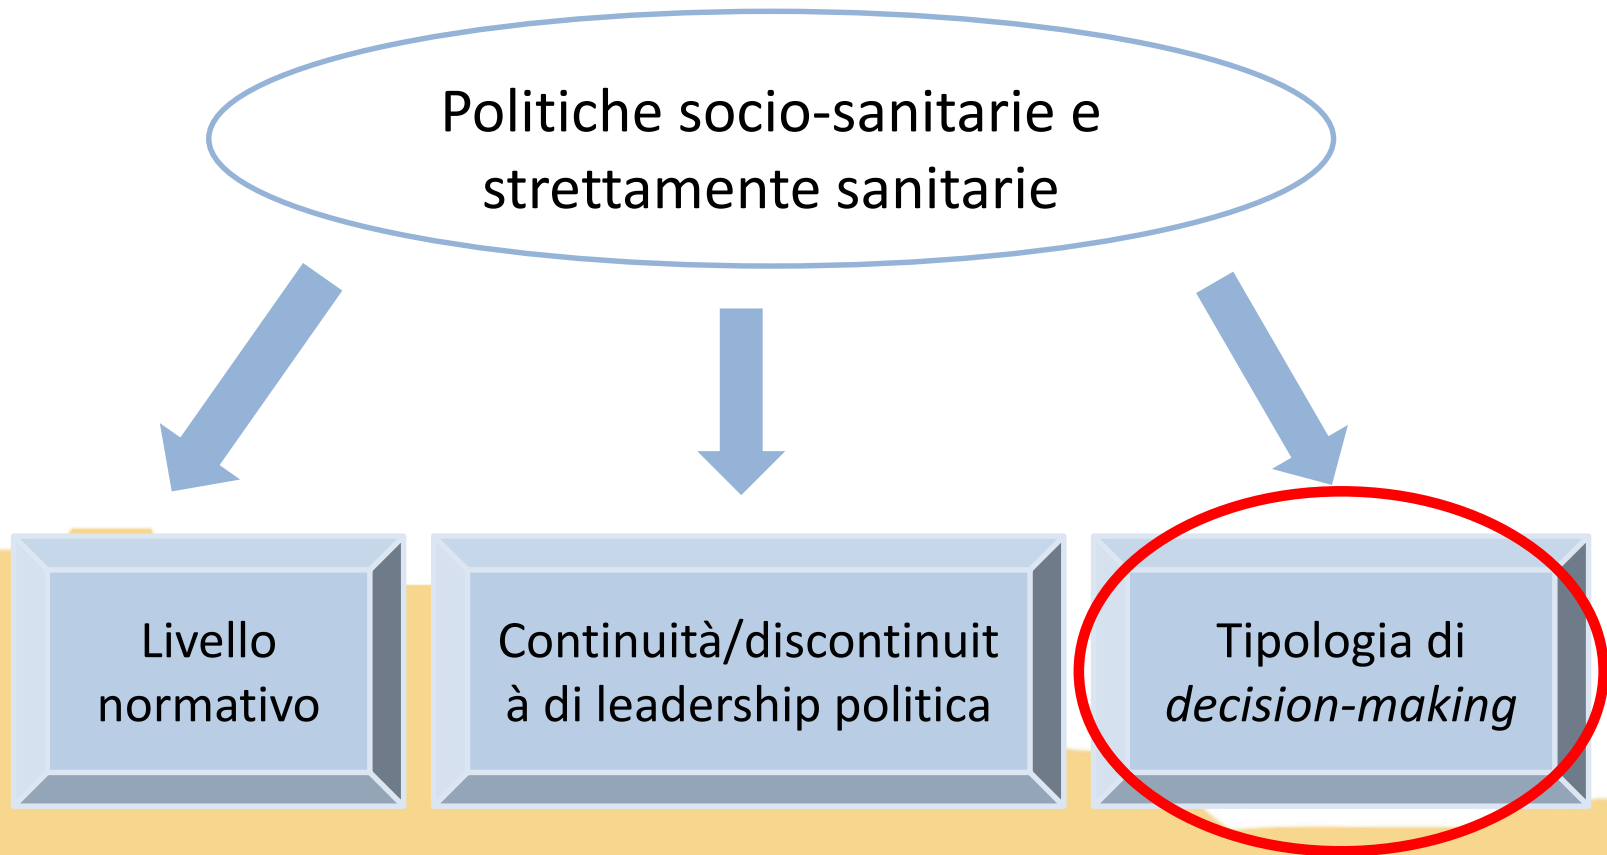 Politiche socio-sanitarie e
strettamente sanitarie
Livello
normativo
Continuità/discontinuit
à di leadership politica
Tipologia di
decision-making